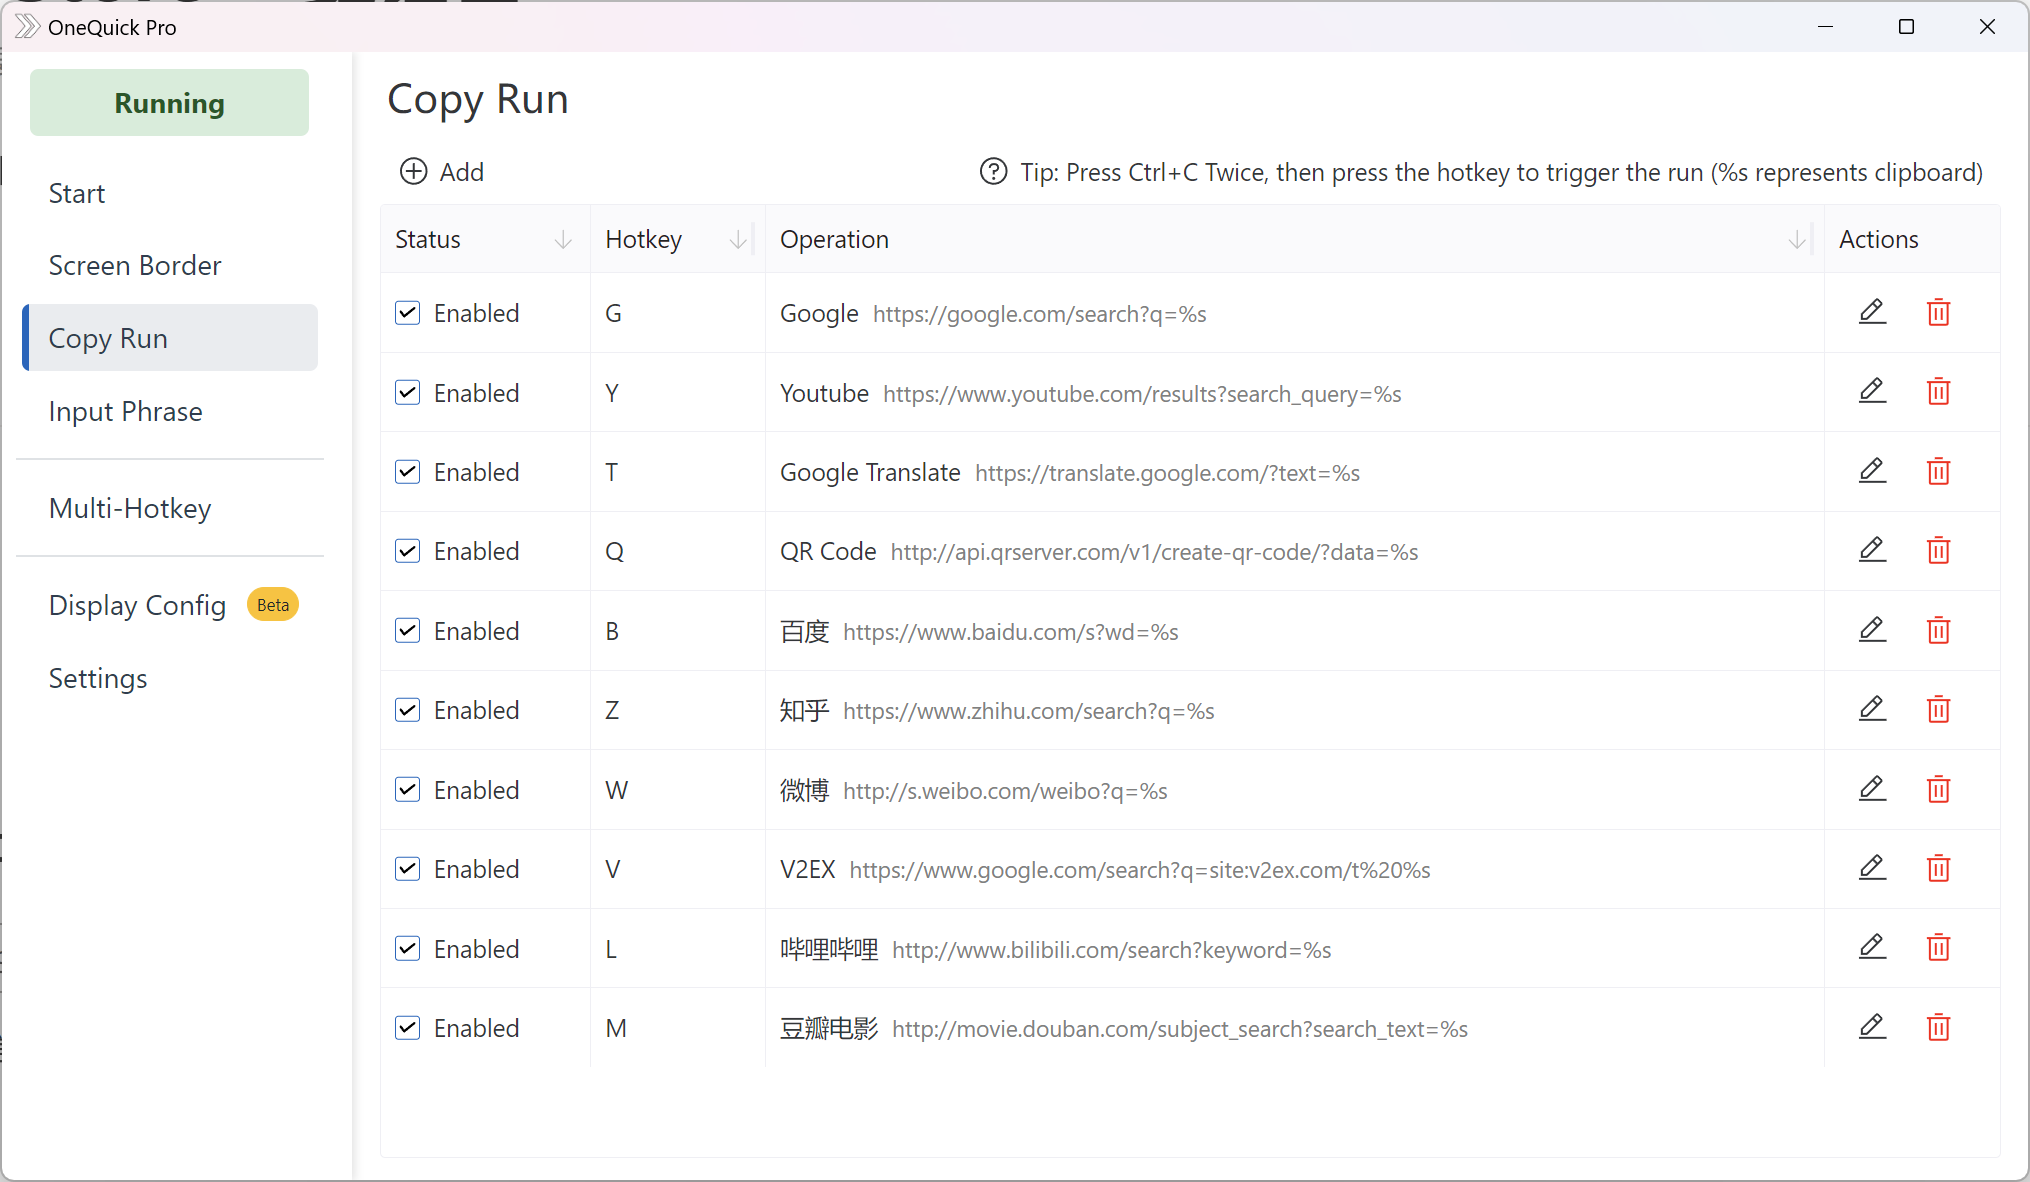 OneQuick Pro
Running
Start
Screen Border
Copy Run
Input Phrase
Multi-Hotkey
Display Config Beta
Settings
Copy Run
Add
Tip: Press Ctrl+C Twice, then press the hotkey to trigger the run (%s represents clipboard)
Status Hotkey Operation Actions
Enabled G Google https://google.com/search?q=%s
Enabled Y Youtube https://www.youtube.com/results?search_query=%s
Enabled T Google Translate https://translate.google.com/?text=%s
Enabled Q QR Code http://api.qrserver.com/v1/create-qr-code/?data=%s
Enabled B 百度 https://www.baidu.com/s?wd=%s
Enabled Z 知乎 https://www.zhihu.com/search?q=%s
Enabled W 微博 http://s.weibo.com/weibo?q=%s
Enabled V V2EX https://www.google.com/search?q=site:v2ex.com/t%20%s
Enabled L 哔哩哔哩 http://www.bilibili.com/search?keyword=%s
Enabled M 豆瓣电影 http://movie.douban.com/subject_search?search_text=%s